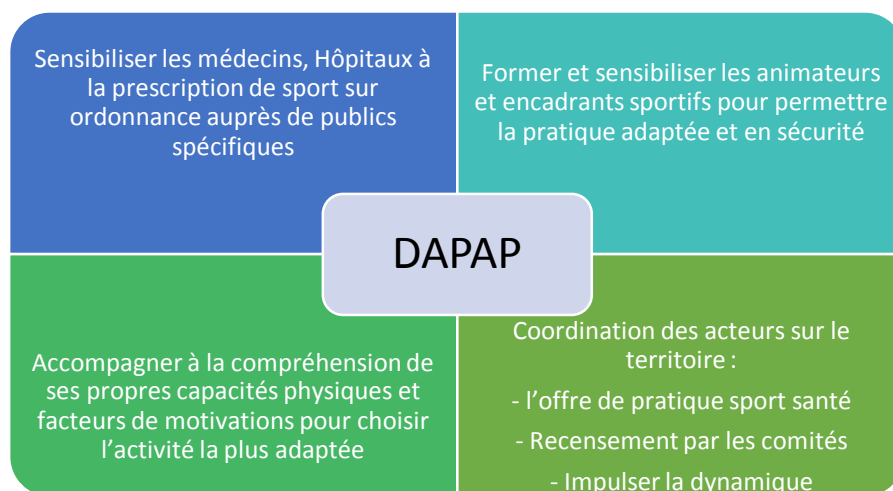 Sensibiliser les médecins, Hôpitaux à
la prescription de sport sur
ordonnance auprès de publics
spécifiques
Former et sensibiliser les animateurs
et encadrants sportifs pour permettre
la pratique adaptée et en sécurité
DAPAP
Accompagner à la compréhension de
ses propres capacités physiques et
facteurs de motivations pour choisir
l’activité la plus adaptée
Coordination des acteurs sur le
territoire :
- l’offre de pratique sport santé
- Recensement par les comités
- Impulser la dynamique